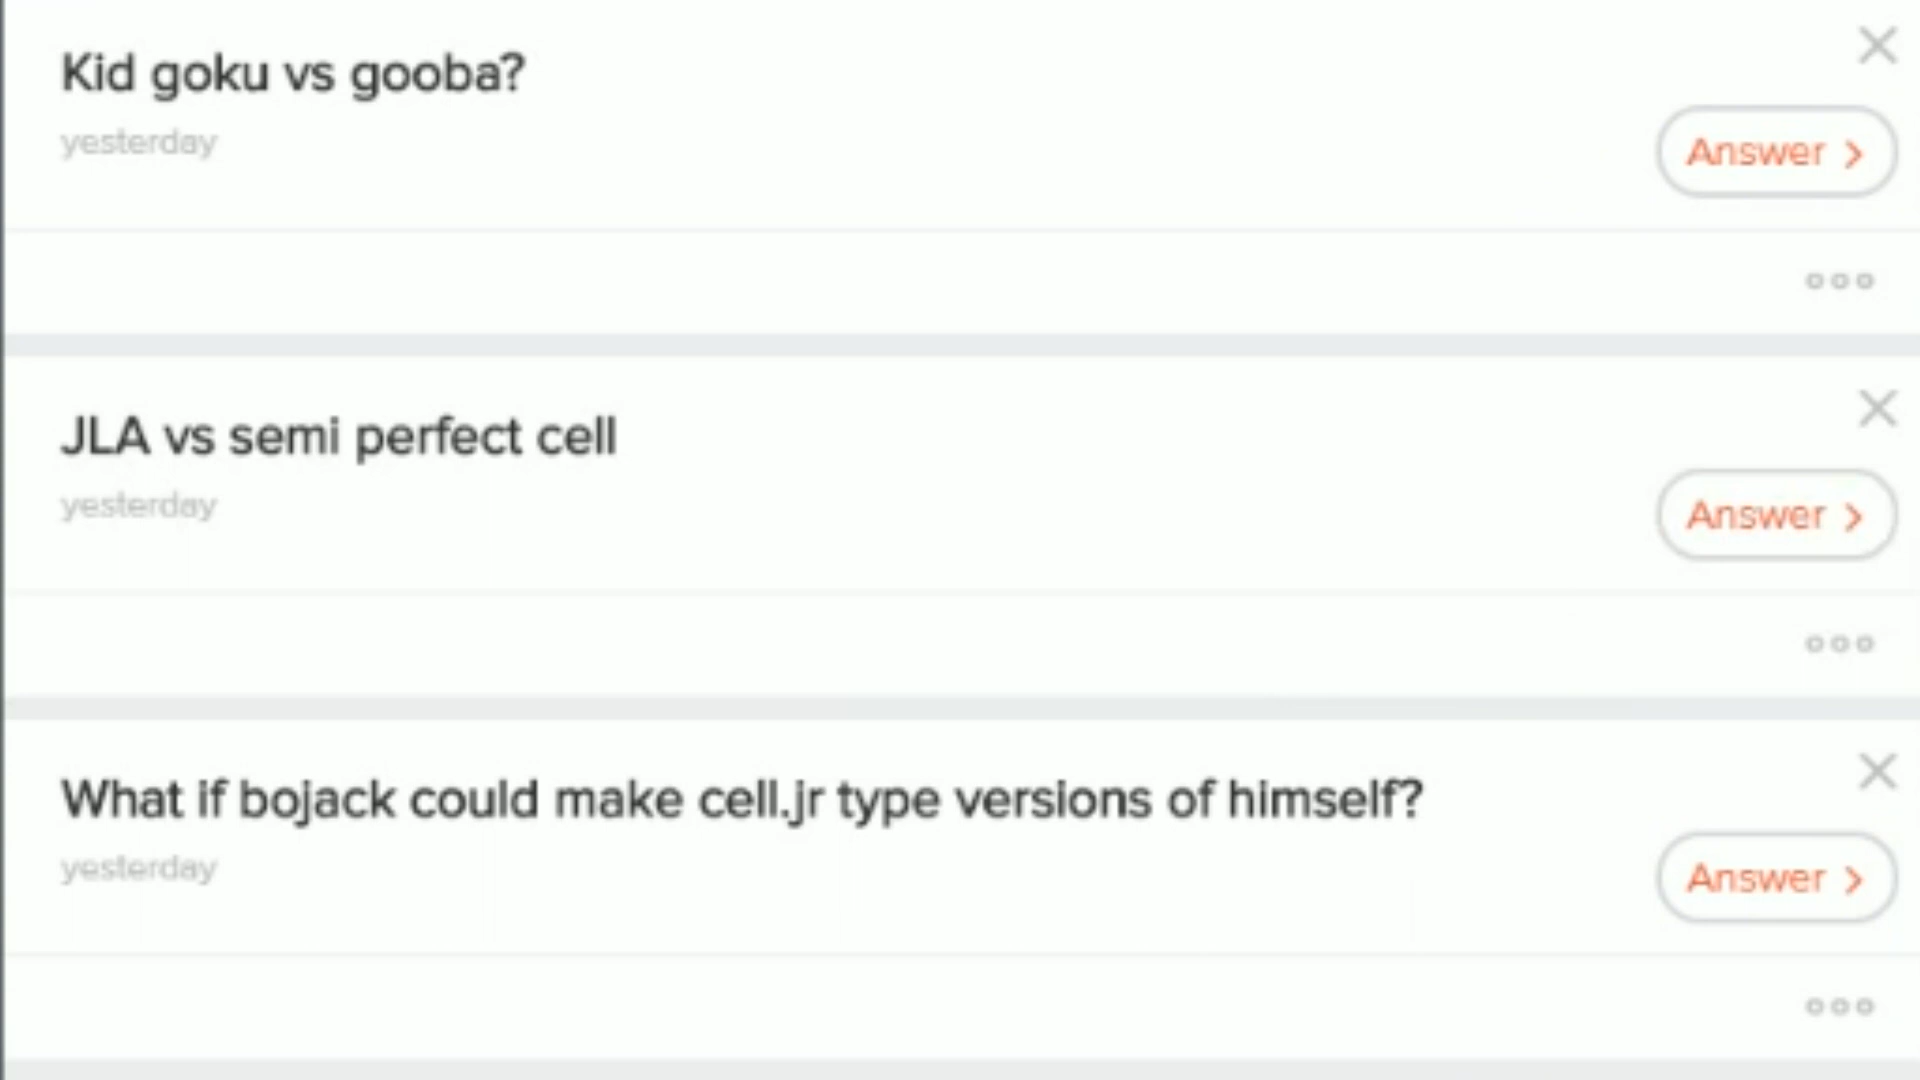 Kid goku vs gooba?
yesterday
Answer >
JLA vs semi perfect cell
yesterday
Answer >
What if bojack could make cell.jr type versions of himself?
yesterday
Answer >